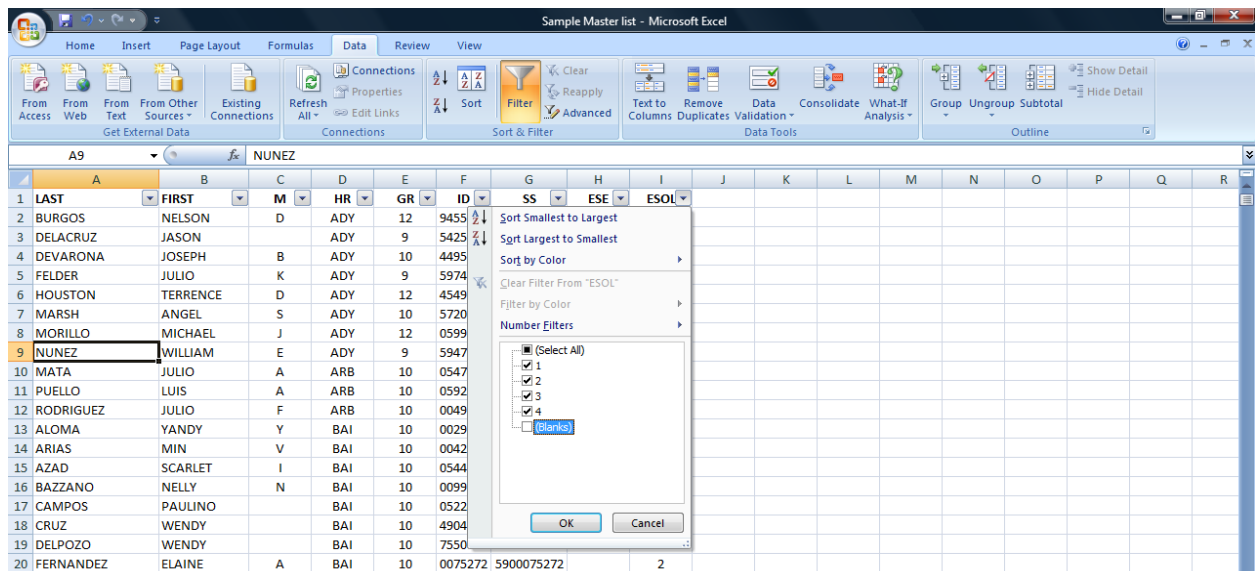 Sample Master list - Microsoft Excel
Home Insert Page Layout Formulas Data Review View
From Access
From Web
From Text
From Other Sources
Existing Connections
Get External Data
Refresh All
Connections
Properties
Edit Links
Connections
Sort
Filter
Clear
Reapply
Advanced
Sort & Filter
Text to Columns
Remove Duplicates
Data Validation
Consolidate
What-If Analysis
Data Tools
Group
Ungroup
Subtotal
Show Detail
Hide Detail
Outline
A9 fx NUNEZ
A B C D E F G H I J K L M N O P Q R
1 LAST FIRST M HR GR ID SS ESE ESOL
2 BURGOS NELSON D ADY 12 9455
3 DELACRUZ JASON ADY 9 5425
4 DEVARONA JOSEPH B ADY 10 4495
5 FELDER JULIO K ADY 9 5974
6 HOUSTON TERRENCE D ADY 12 4549
7 MARSH ANGEL S ADY 10 5720
8 MORILLO MICHAEL J ADY 12 0599
9 NUNEZ WILLIAM E ADY 9 5947
10 MATA JULIO A ARB 10 0547
11 PUELLO LUIS A ARB 10 0592
12 RODRIGUEZ JULIO F ARB 10 0049
13 ALOMA YANDY Y BAI 10 0029
14 ARIAS MIN V BAI 10 0042
15 AZAD SCARLET I BAI 10 0544
16 BAZZANO NELLY N BAI 10 0099
17 CAMPOS PAULINO BAI 10 0522
18 CRUZ WENDY BAI 10 4904
19 DELPOZO WENDY BAI 10 7550
20 FERNANDEZ ELAINE A BAI 10 0075272 5900075272 2
Sort Smallest to Largest
Sort Largest to Smallest
Sort by Color
Clear Filter From "ESOL"
Filter by Color
Number Filters
(Select All)
1
2
3
4
(Blanks)
OK Cancel